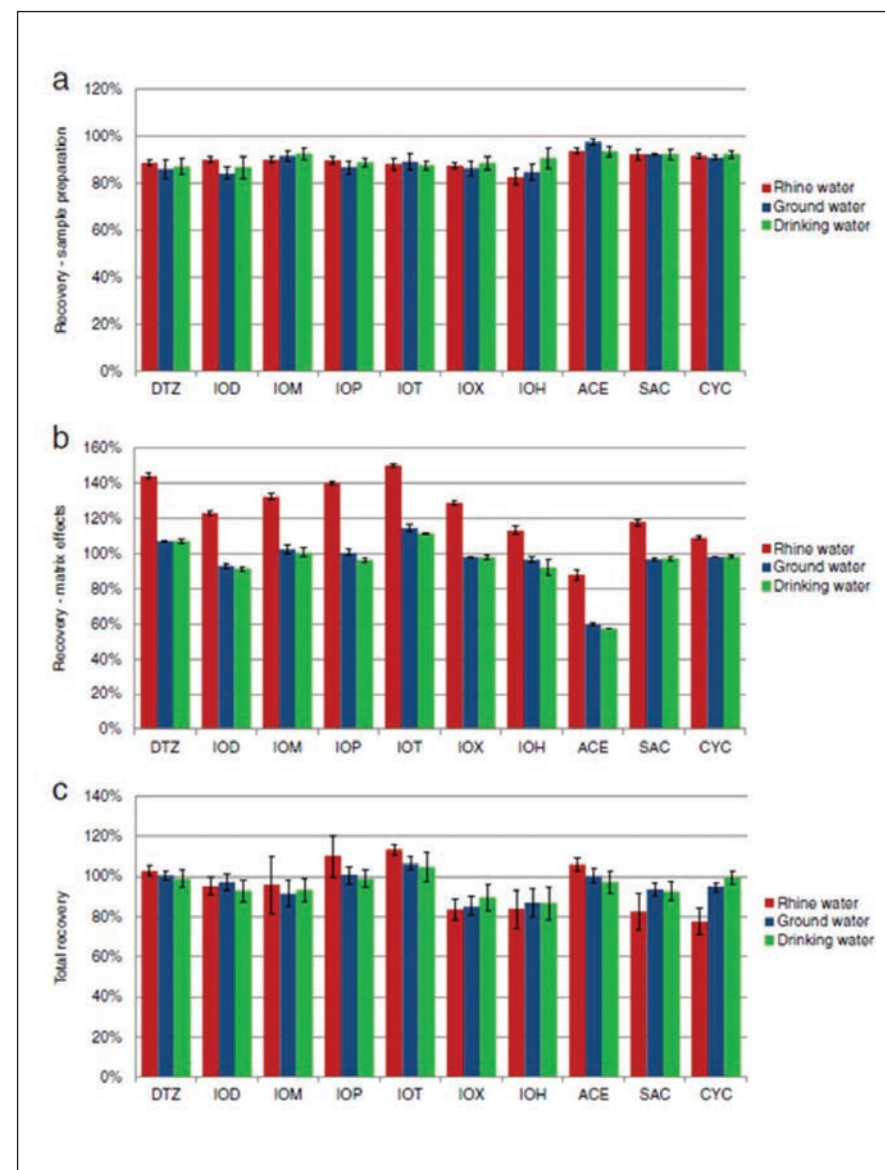 a
120%
100%
80%
60%
40%
20%
0%
Recovery - sample preparation
DTZ IOD IOM IOP IOT IOX IOH ACE SAC CYC
Rhine water
Ground water
Drinking water
b
160%
140%
120%
100%
80%
60%
40%
20%
0%
Recovery - matrix effects
DTZ IOD IOM IOP IOT IOX IOH ACE SAC CYC
Rhine water
Ground water
Drinking water
c
140%
120%
100%
80%
60%
40%
20%
0%
Total recovery
DTZ IOD IOM IOP IOT IOX IOH ACE SAC CYC
Rhine water
Ground water
Drinking water